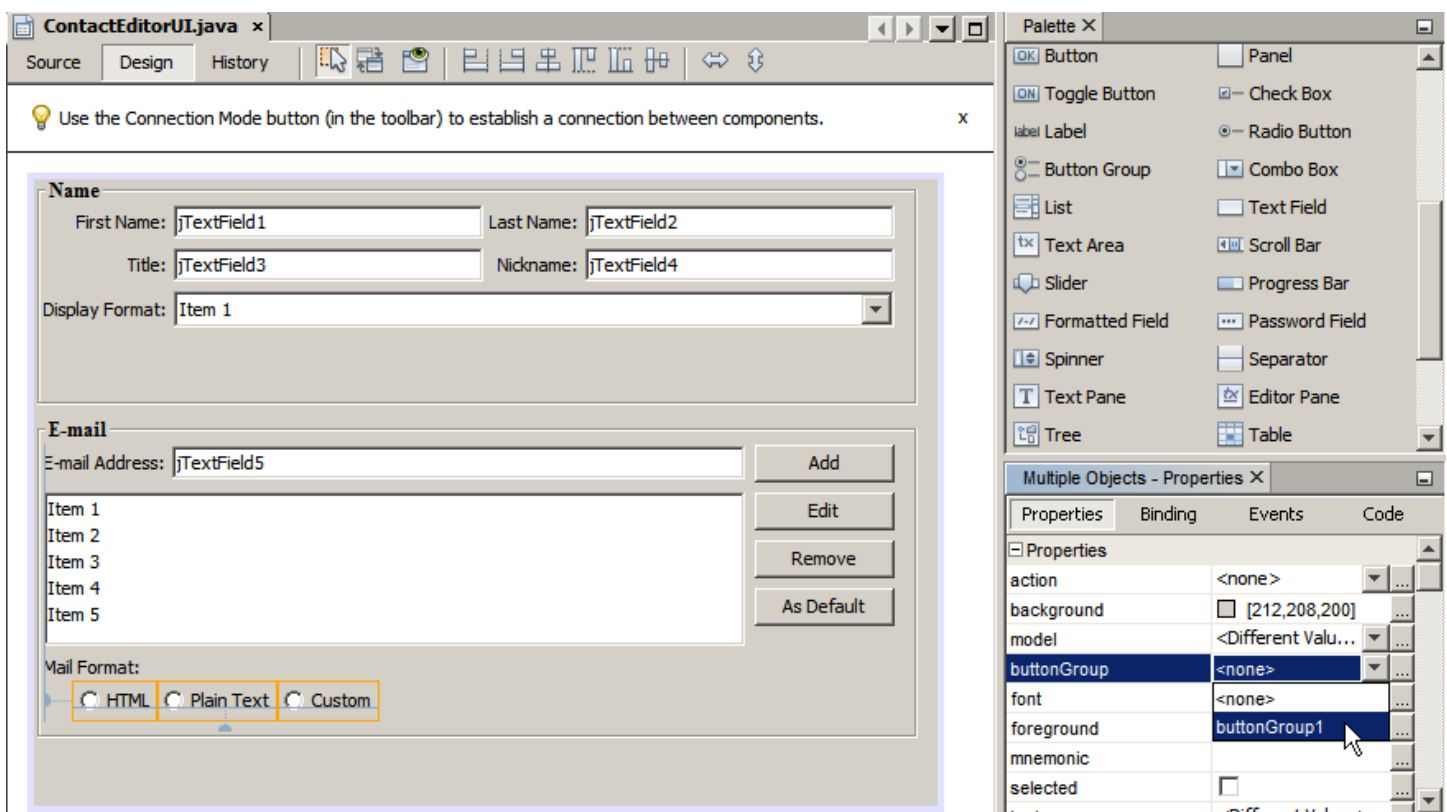 ContactEditorUI.java x
Source Design History
Use the Connection Mode button (in the toolbar) to establish a connection between components. x
Name
First Name: jTextField1 Last Name: jTextField2
Title: jTextField3 Nickname: jTextField4
Display Format: Item 1
E-mail
E-mail Address: jTextField5 Add
Item 1
Item 2
Item 3
Item 4
Item 5
Edit
Remove
As Default
Mail Format:
HTML Plain Text Custom
Palette X
OK Button Panel
ON Toggle Button Check Box
label Label Radio Button
Button Group Combo Box
List Text Field
tx Text Area Scroll Bar
Slider Progress Bar
Formatted Field Password Field
Spinner Separator
T Text Pane tx Editor Pane
Tree Table
Multiple Objects - Properties X
Properties Binding Events Code
Properties
action <none> ...
background [212,208,200] ...
model <Different Valu... ...
buttonGroup <none> ...
font <none> ...
foreground buttonGroup1 ...
mnemonic ...
selected